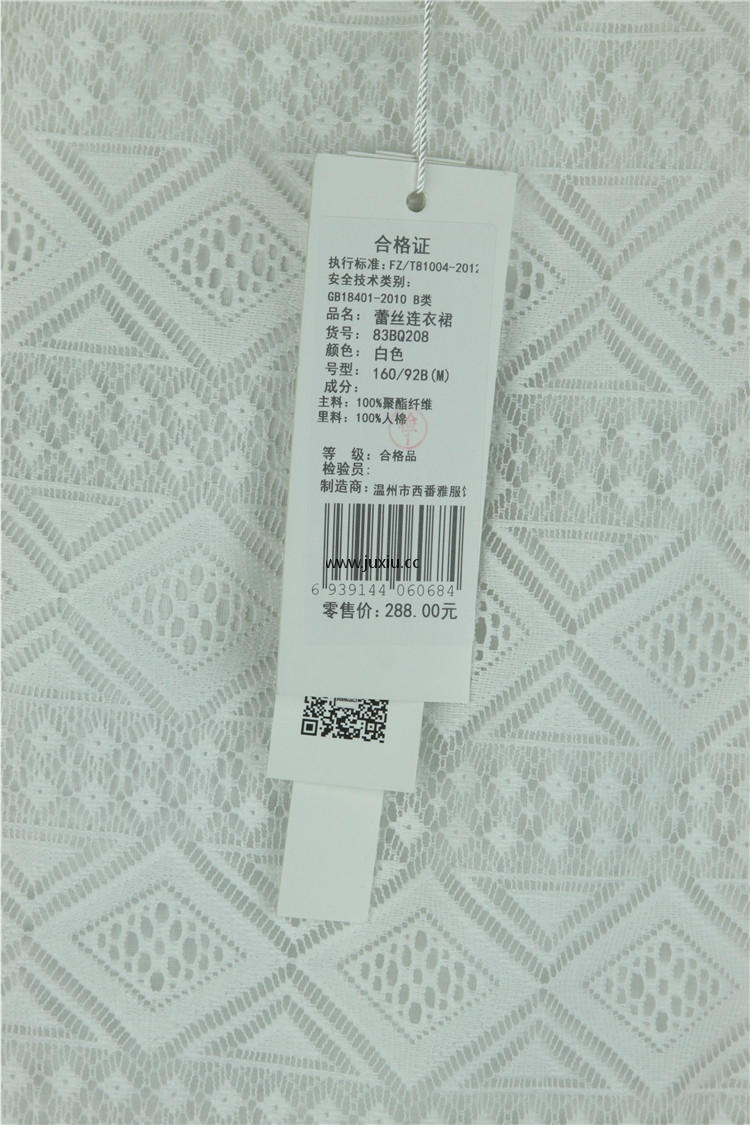 合格证
执行标准：FZ/T81004-2012
安全技术类别：
GB18401-2010 B类
品名： 蕾丝连衣裙
货号： 83BQ208
颜色： 白色
号型： 160/92B(M)
成分：
主料：100%聚酯纤维
里料：100%人棉
等 级：合格品
检验员：
制造商：温州市西番雅服
www.juxiu.cc
6 939144 060684
零售价：288.00元